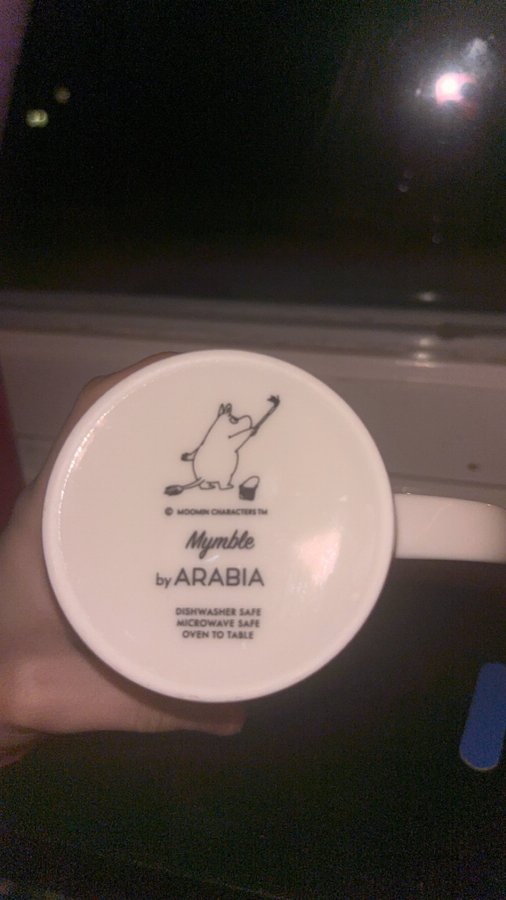 © MOOMIN CHARACTERS TM
Mymble
by ARABIA
DISHWASHER SAFE
MICROWAVE SAFE
OVEN TO TABLE